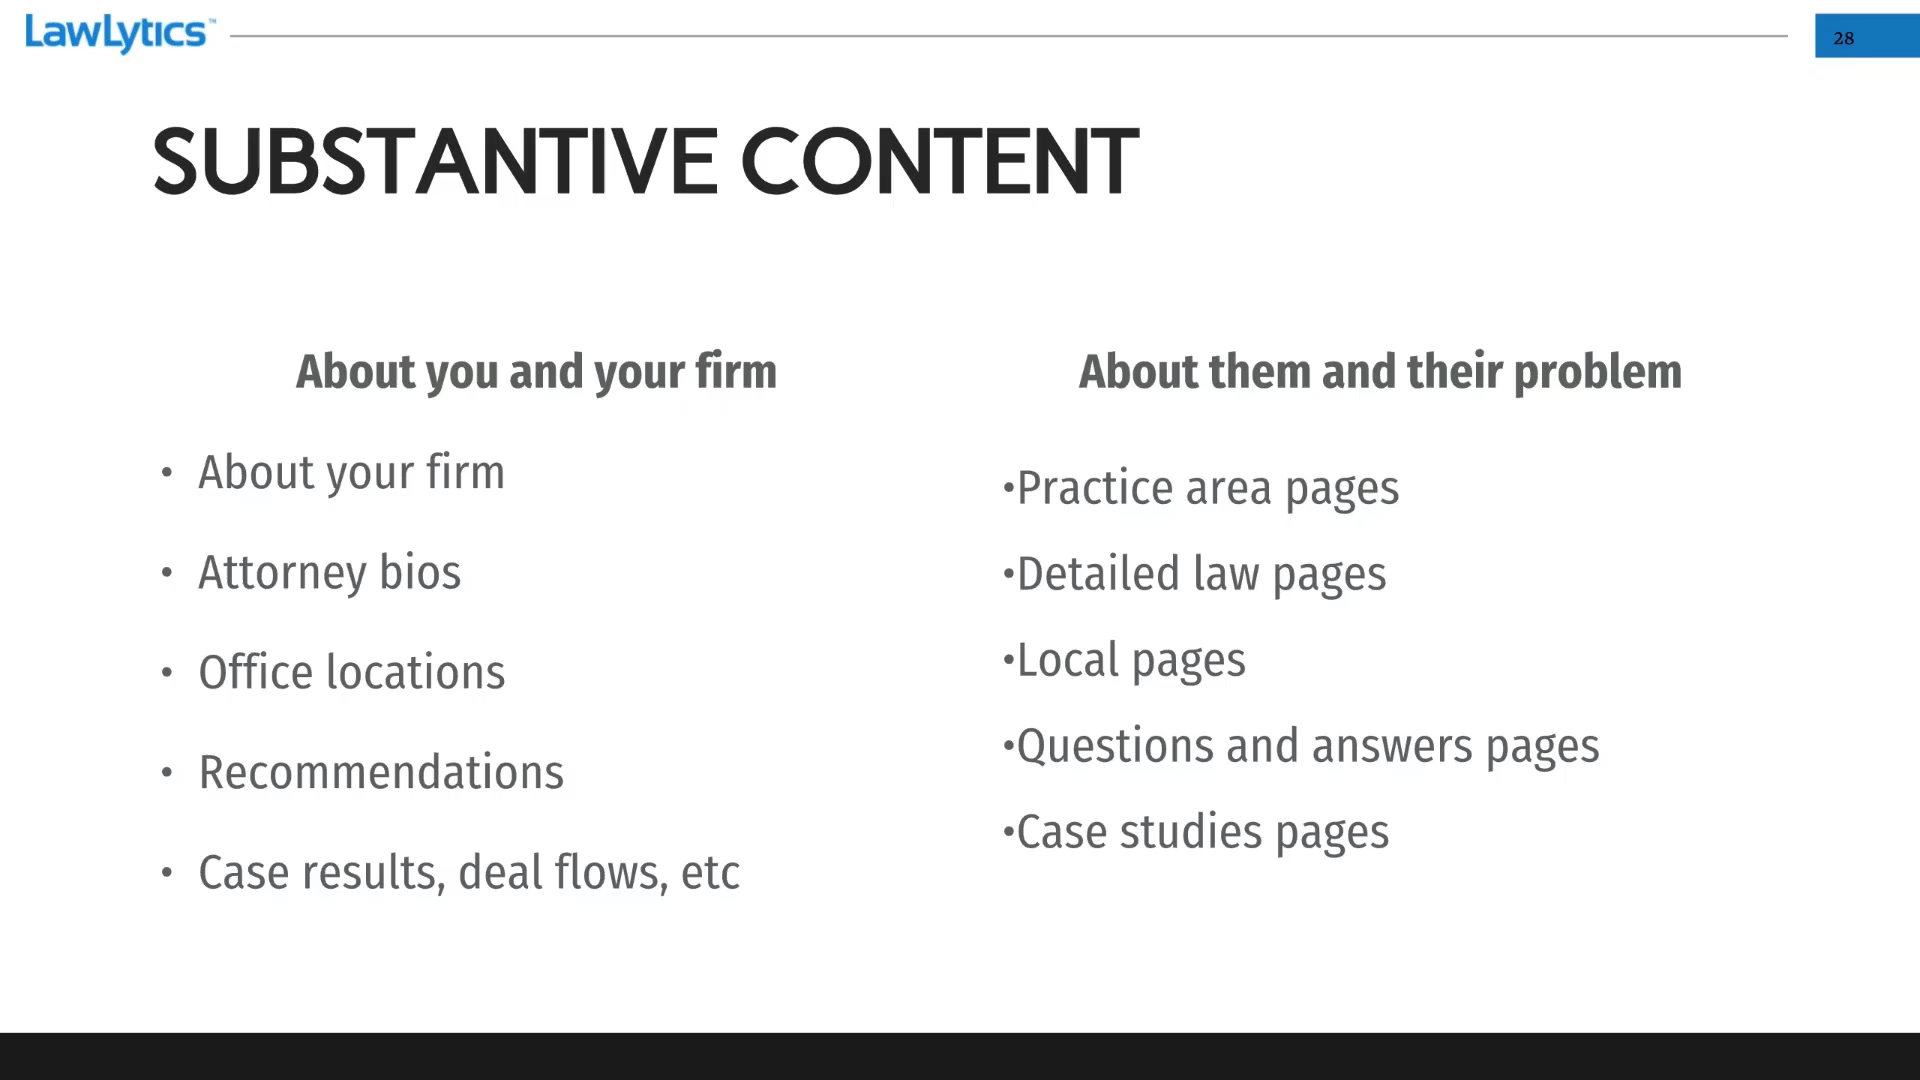 LawLytics™
28
SUBSTANTIVE CONTENT
About you and your firm
• About your firm
• Attorney bios
• Office locations
• Recommendations
• Case results, deal flows, etc
About them and their problem
•Practice area pages
•Detailed law pages
•Local pages
•Questions and answers pages
•Case studies pages